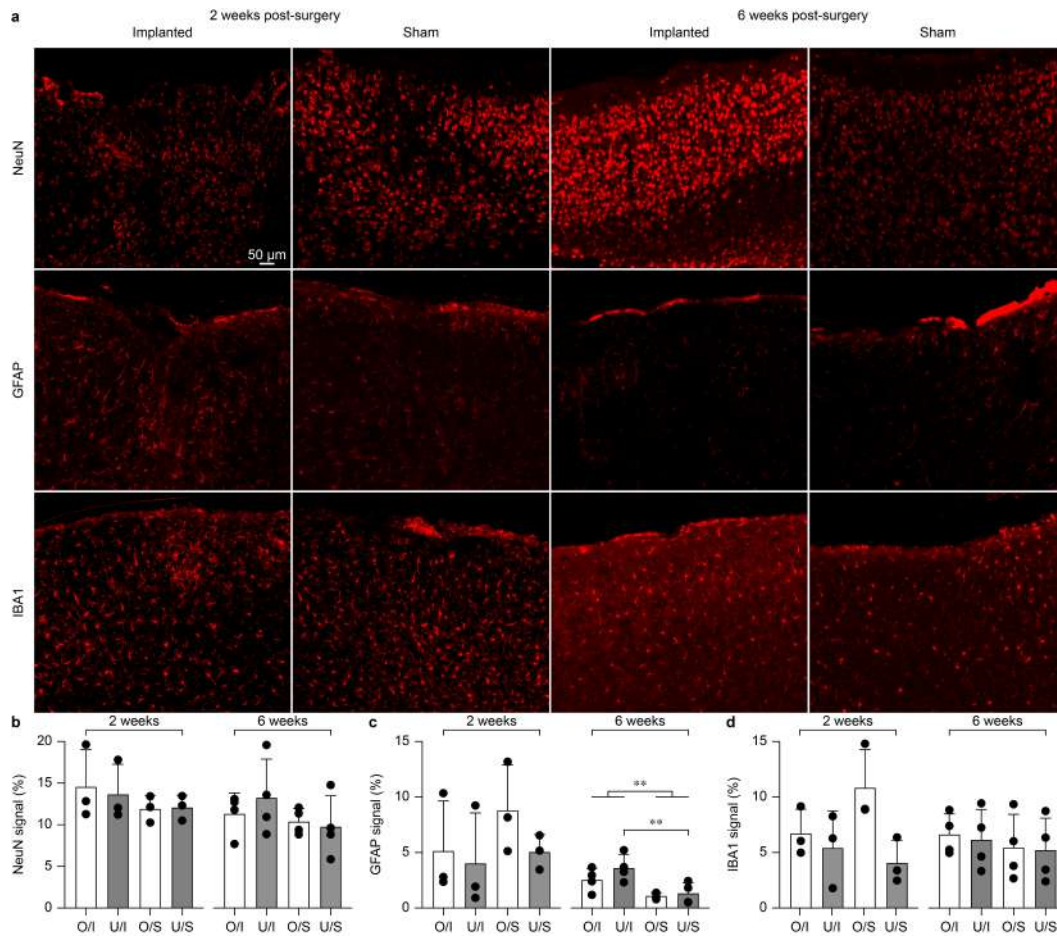 a
2 weeks post-surgery
6 weeks post-surgery
Implanted
Sham
Implanted
Sham
NeuN
50 µm
GFAP
IBA1
b
2 weeks
6 weeks
NeuN signal (%)
20
15
10
5
0
O/I U/I O/S U/S O/I U/I O/S U/S
c
2 weeks
6 weeks
GFAP signal (%)
15
10
5
0
**
**
O/I U/I O/S U/S O/I U/I O/S U/S
d
2 weeks
6 weeks
IBA1 signal (%)
15
10
5
0
O/I U/I O/S U/S O/I U/I O/S U/S